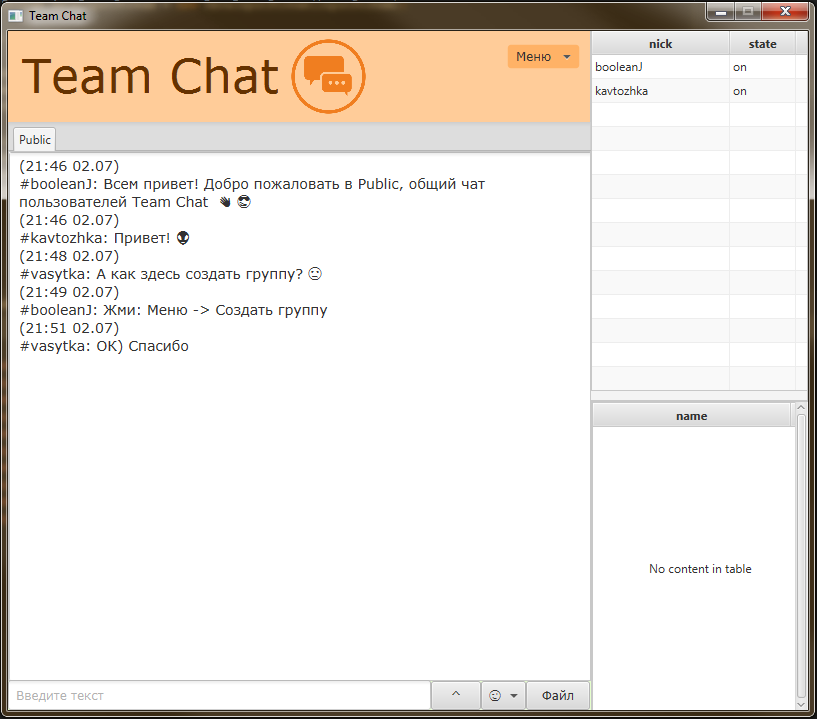 Team Chat
Team Chat
Меню
Public
(21:46 02.07)
#booleanJ: Всем привет! Добро пожаловать в Public, общий чат
пользователей Team Chat 👋 😎
(21:46 02.07)
#kavtozhka: Привет! 👽
(21:48 02.07)
#vasytka: А как здесь создать группу? 😐
(21:49 02.07)
#booleanJ: Жми: Меню -> Создать группу
(21:51 02.07)
#vasytka: ОК) Спасибо
Введите текст
^
Файл
nick state
booleanJ on
kavtozhka on
name
No content in table